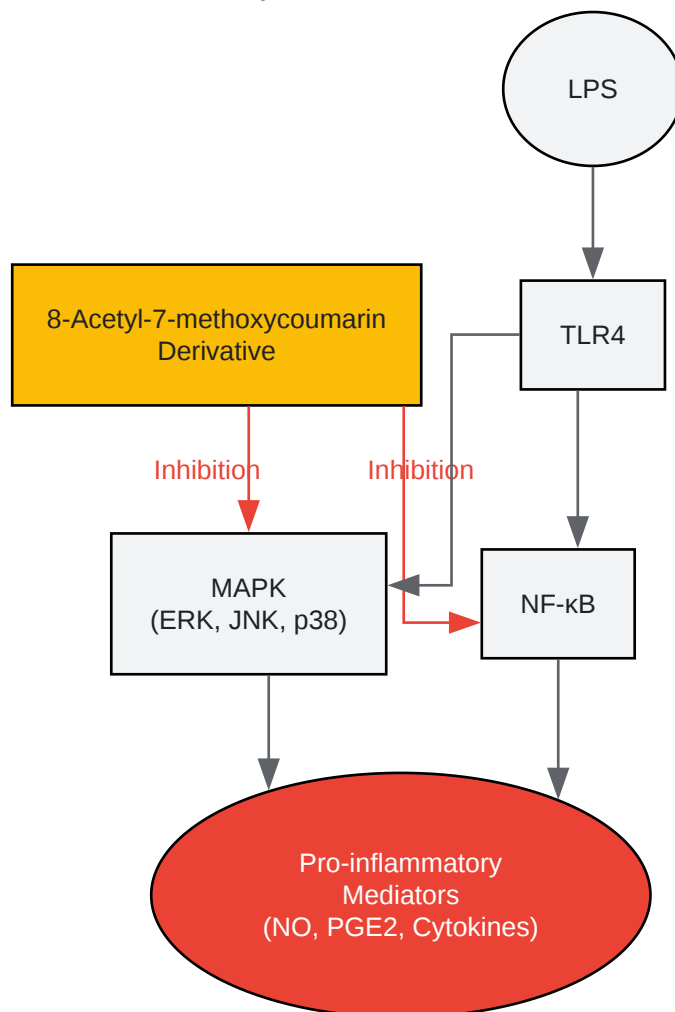 LPS
8-Acetyl-7-methoxycoumarin
Derivative
TLR4
Inhibition
Inhibition
MAPK
(ERK, JNK, p38)
NF-κB
Pro-inflammatory
Mediators
(NO, PGE2, Cytokines)